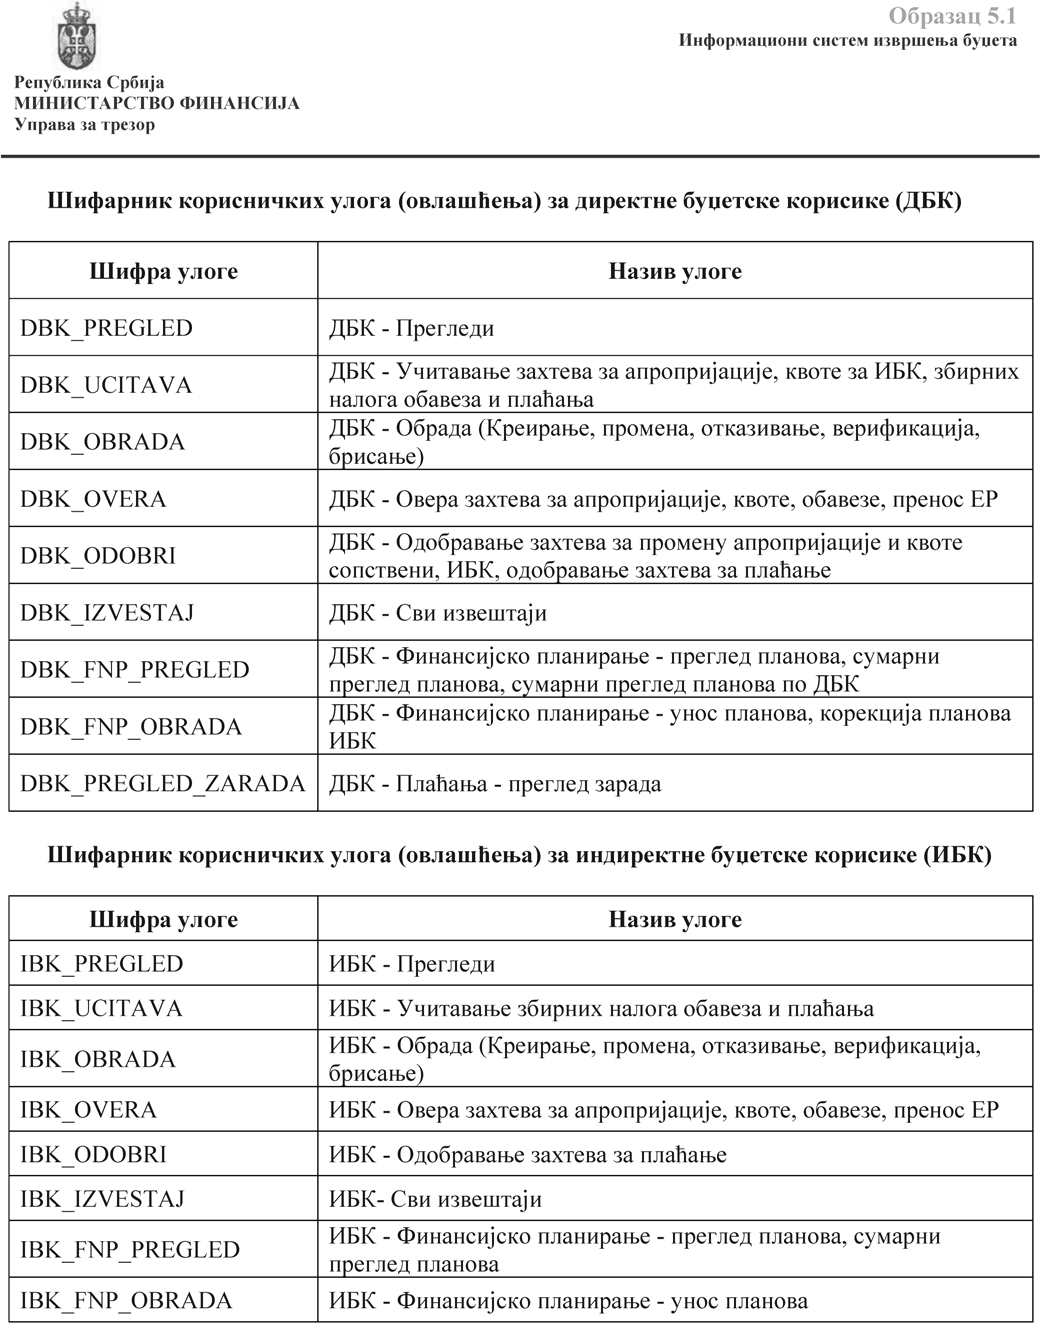 Образац 5.1
Информациони систем извршења буџета
Република Србија
МИНИСТАРСТВО ФИНАНСИЈА
Управа за трезор
Шифарник корисничких улога (овлашћења) за директне буџетске корисике (ДБК)
Шифра улоге Назив улоге
DBK_PREGLED ДБК - Прегледи
DBK_UCITAVA ДБК - Учитавање захтева за апропријације, квоте за ИБК, збирних
налога обавеза и плаћања
DBK_OBRADA ДБК - Обрада (Креирање, промена, отказивање, верификација,
брисање)
DBK_OVERA ДБК - Овера захтева за апропријације, квоте, обавезе, пренос ЕР
DBK_ODOBRI ДБК - Одобравање захтева за промену апропријације и квоте
сопствени, ИБК, одобравање захтева за плаћање
DBK_IZVESTAJ ДБК - Сви извештаји
DBK_FNP_PREGLED ДБК - Финансијско планирање - преглед планова, сумарни
преглед планова, сумарни преглед планова по ДБК
DBK_FNP_OBRADA ДБК - Финансијско планирање - унос планова, корекција планова
ИБК
DBK_PREGLED_ZARADA ДБК - Плаћања - преглед зарада
Шифарник корисничких улога (овлашћења) за индиректне буџетске корисике (ИБК)
Шифра улоге Назив улоге
IBK_PREGLED ИБК - Прегледи
IBK_UCITAVA ИБК - Учитавање збирних налога обавеза и плаћања
IBK_OBRADA ИБК - Обрада (Креирање, промена, отказивање, верификација,
брисање)
IBK_OVERA ИБК - Овера захтева за апропријације, квоте, обавезе, пренос ЕР
IBK_ODOBRI ИБК - Одобравање захтева за плаћање
IBK_IZVESTAJ ИБК- Сви извештаји
IBK_FNP_PREGLED ИБК - Финансијско планирање - преглед планова, сумарни
преглед планова
IBK_FNP_OBRADA ИБК - Финансијско планирање - унос планова